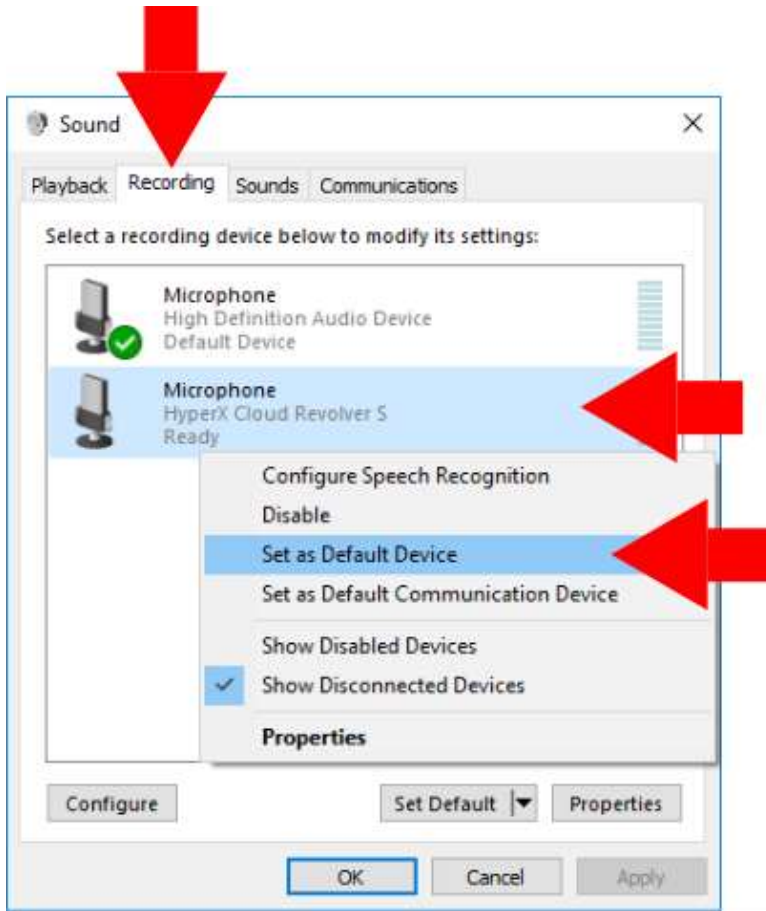 Sound
Playback Recording Sounds Communications
Select a recording device below to modify its settings:
Microphone
High Definition Audio Device
Default Device
Microphone
HyperX Cloud Revolver S
Ready
Configure Speech Recognition
Disable
Set as Default Device
Set as Default Communication Device
Show Disabled Devices
Show Disconnected Devices
Properties
Configure Set Default Properties
OK Cancel Apply